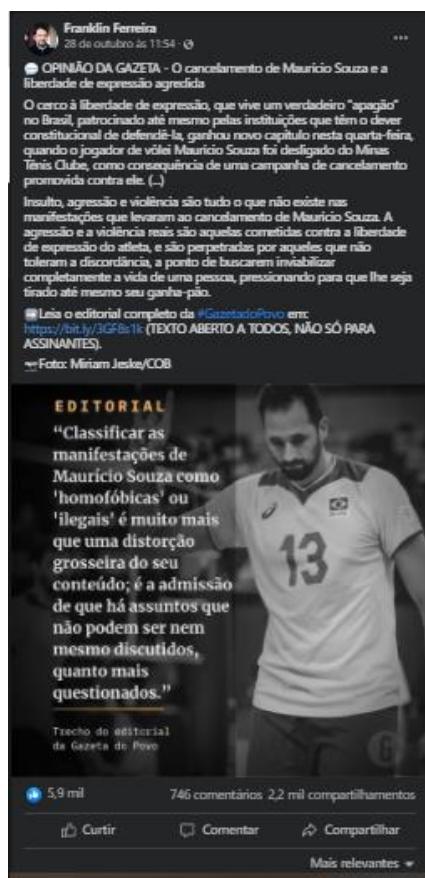 Franklin Ferreira
28 de outubro às 11:54 ·
OPINIÃO DA GAZETA - O cancelamento de Maurício Souza e a
liberdade de expressão agredida
O cerco à liberdade de expressão, que vive um verdadeiro "apagão"
no Brasil, patrocinado até mesmo pelas instituições que têm o dever
constitucional de defendê-la, ganhou novo capítulo nesta quarta-feira,
quando o jogador de vôlei Maurício Souza foi desligado do Minas
Tênis Clube, como consequência de uma campanha de cancelamento
promovida contra ele. (...)
Insulto, agressão e violência são tudo o que não existe nas
manifestações que levaram ao cancelamento de Maurício Souza. A
agressão e a violência reais são aquelas cometidas contra a liberdade
de expressão do atleta, e são perpetradas por aqueles que não
toleram a discordância, a ponto de buscarem inviabilizar
completamente a vida de uma pessoa, pressionando para que lhe seja
tirado até mesmo seu ganha-pão.
Leia o editorial completo da #GazetadoPovo em:
https://bit.ly/3GF8s1k (TEXTO ABERTO A TODOS, NÃO SÓ PARA
ASSINANTES).
Foto: Miriam Jeske/COB
EDITORIAL
“Classificar as
manifestações de
Maurício Souza como
'homofóbicas' ou
'ilegais' é muito mais
que uma distorção
grosseira do seu
conteúdo; é a admissão
de que há assuntos que
não podem ser nem
mesmo discutidos,
quanto mais
questionados.”
Trecho do editorial
da Gazeta do Povo
13
G
5,9 mil
746 comentários 2,2 mil compartilhamentos
Curtir
Comentar
Compartilhar
Mais relevantes